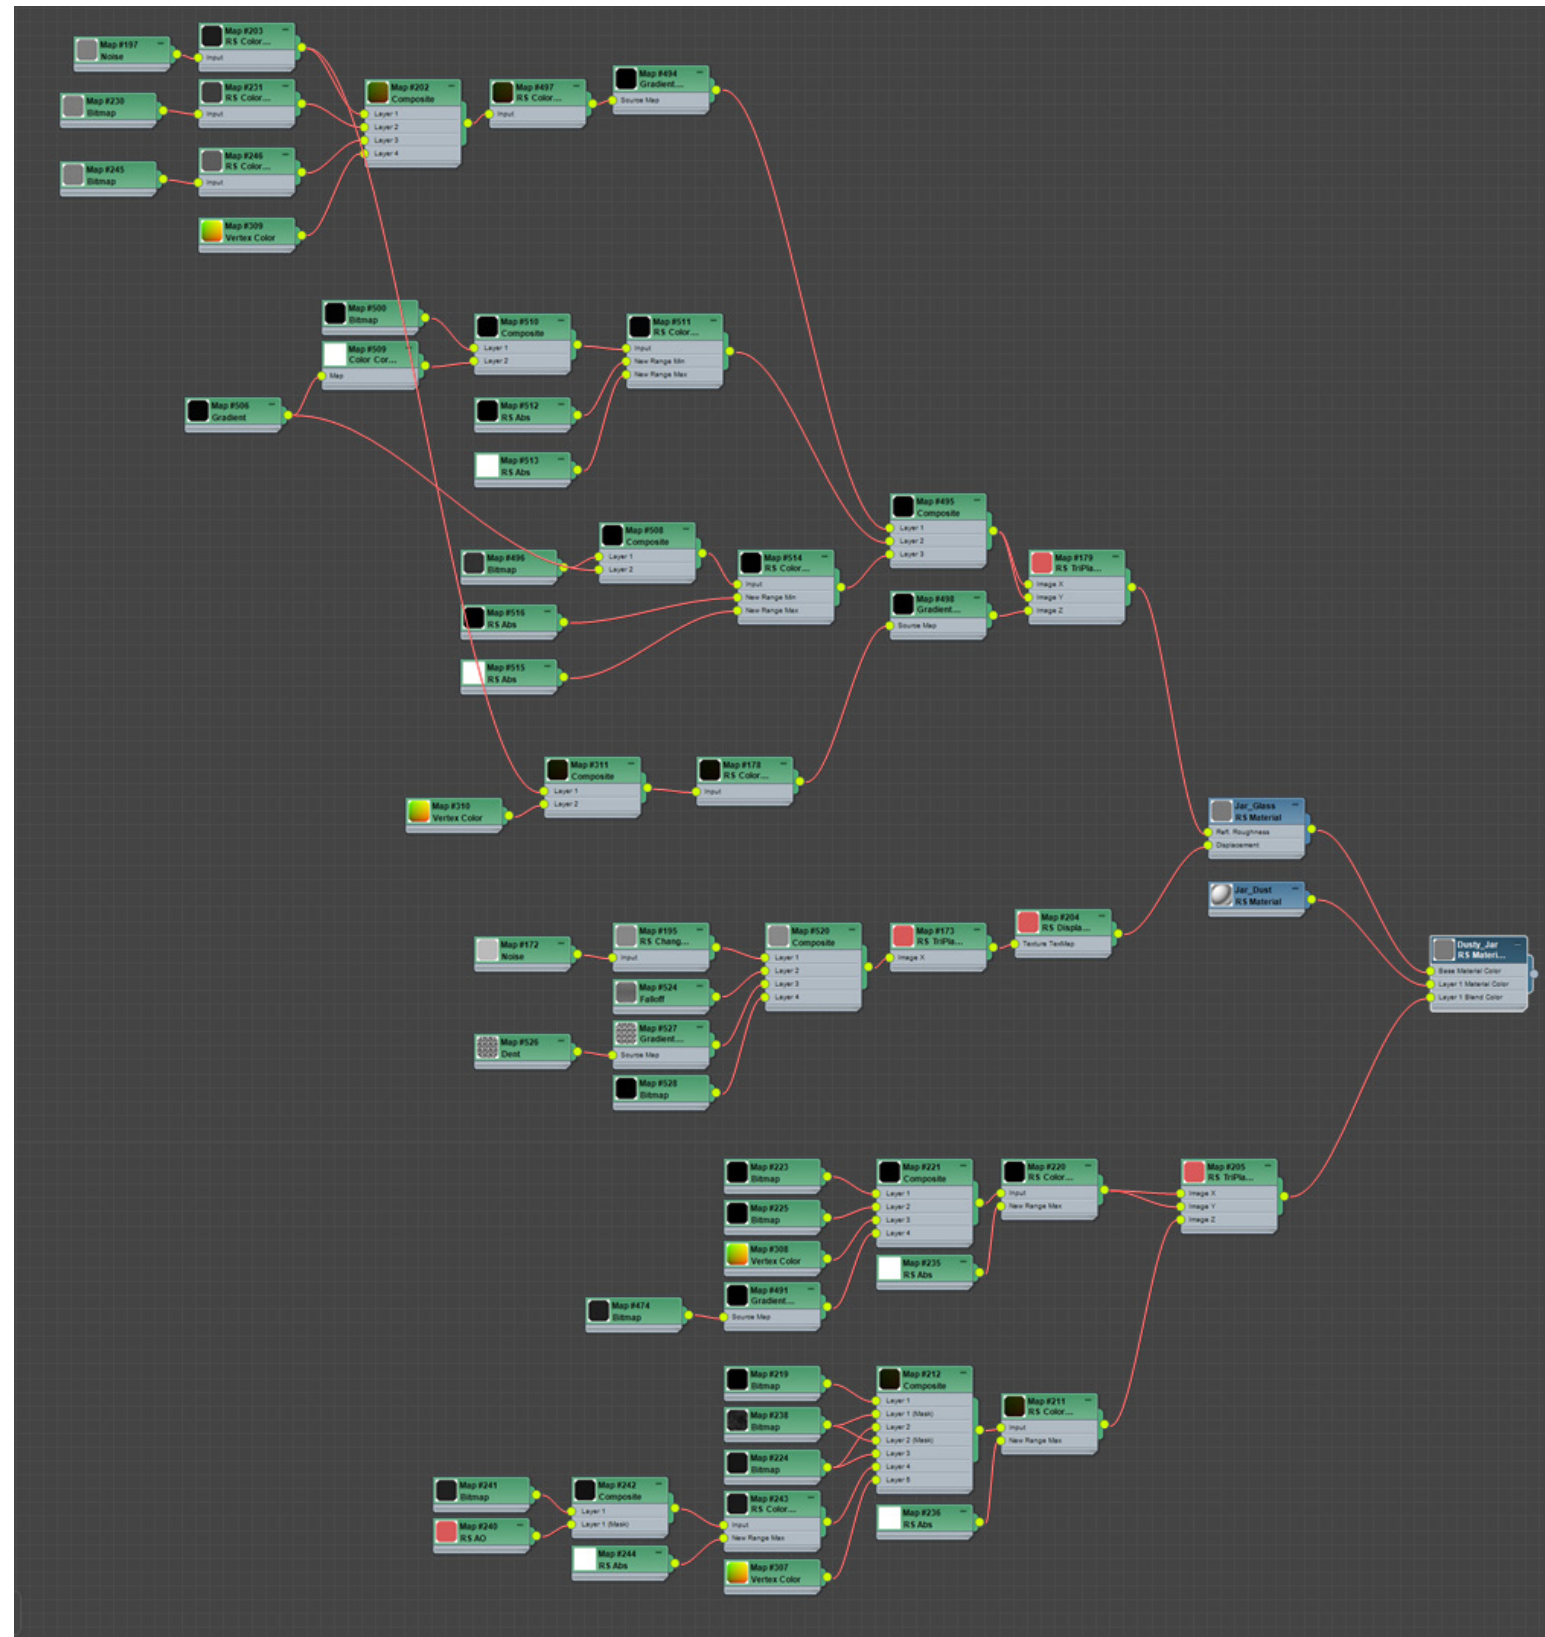 Map #203
RS Color...
Input
Map #197
Noise
Map #231
RS Color...
Input
Map #230
Bitmap
Map #246
RS Color...
Input
Map #245
Bitmap
Map #309
Vertex Color
Map #202
Composite
Layer 1
Layer 2
Layer 3
Layer 4
Map #497
RS Color...
Input
Map #494
Gradient...
Source Map
Map #500
Bitmap
Map #509
Color Cor...
Map
Map #506
Gradient
Map #510
Composite
Layer 1
Layer 2
Map #511
RS Color...
Input
New Range Min
New Range Max
Map #512
RS Abs
Map #513
RS Abs
Map #508
Composite
Layer 1
Layer 2
Map #496
Bitmap
Map #516
RS Abs
Map #515
RS Abs
Map #514
RS Color...
Input
New Range Min
New Range Max
Map #495
Composite
Layer 1
Layer 2
Layer 3
Map #498
Gradient...
Source Map
Map #179
RS TriPla...
Image X
Image Y
Image Z
Map #311
Composite
Layer 1
Layer 2
Map #310
Vertex Color
Map #178
RS Color...
Input
Jar_Glass
RS Material
Refl. Roughness
Displacement
Jar_Dust
RS Material
Dusty_Jar
RS Materi...
Base Material Color
Layer 1 Material Color
Layer 1 Blend Color
Map #172
Noise
Map #195
RS Chang...
Input
Map #524
Falloff
Map #526
Dent
Map #527
Gradient...
Source Map
Map #528
Bitmap
Map #520
Composite
Layer 1
Layer 2
Layer 3
Layer 4
Map #173
RS TriPla...
Image X
Map #204
RS Displa...
Texture TexMap
Map #223
Bitmap
Map #225
Bitmap
Map #308
Vertex Color
Map #491
Gradient...
Source Map
Map #474
Bitmap
Map #221
Composite
Layer 1
Layer 2
Layer 3
Layer 4
Map #235
RS Abs
Map #220
RS Color...
Input
New Range Max
Map #205
RS TriPla...
Image X
Image Y
Image Z
Map #219
Bitmap
Map #238
Bitmap
Map #224
Bitmap
Map #243
RS Color...
Input
New Range Max
Map #307
Vertex Color
Map #212
Composite
Layer 1
Layer 1 (Mask)
Layer 2
Layer 2 (Mask)
Layer 3
Layer 4
Layer 5
Map #236
RS Abs
Map #211
RS Color...
Input
New Range Max
Map #241
Bitmap
Map #240
RS AO
Map #242
Composite
Layer 1
Layer 1 (Mask)
Map #244
RS Abs